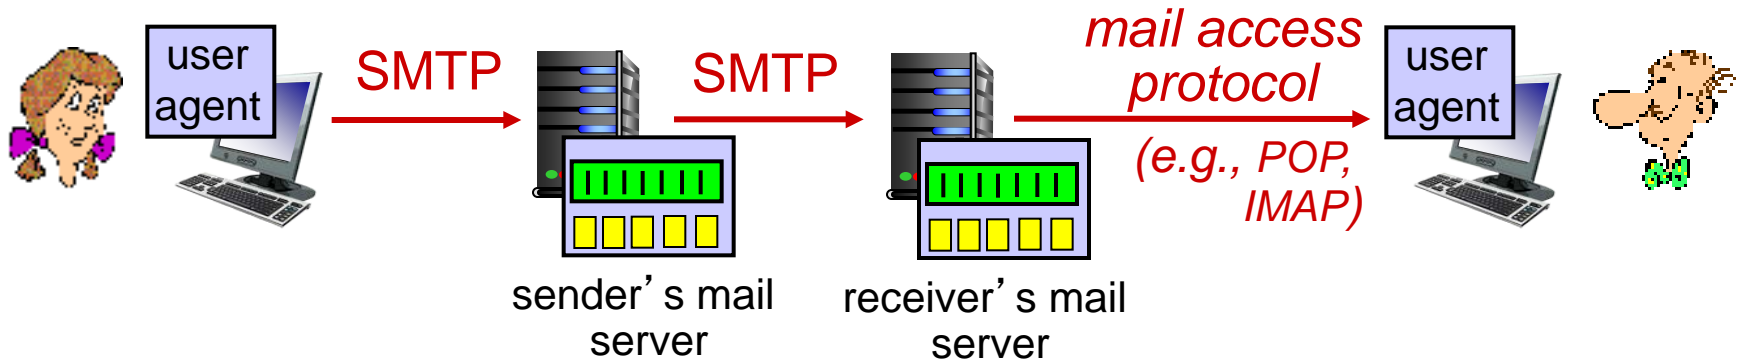 user
agent
SMTP
sender’s mail
server
SMTP
receiver’s mail
server
mail access
protocol
(e.g., POP,
IMAP)
user
agent